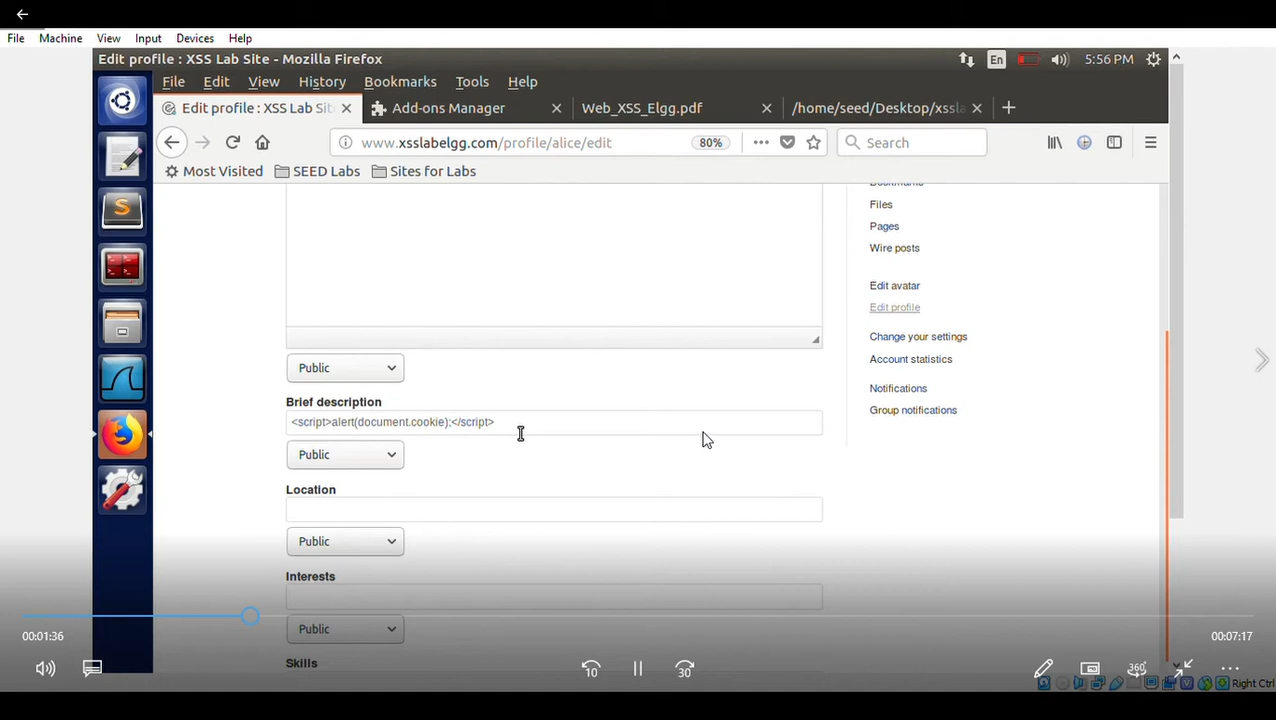 File Machine View Input Devices Help
Edit profile : XSS Lab Site - Mozilla Firefox
En
5:56 PM
File Edit View History Bookmarks Tools Help
Edit profile : XSS Lab Sit
Add-ons Manager
Web_XSS_Elgg.pdf
/home/seed/Desktop/xssla
www.xsslabelgg.com/profile/alice/edit
80%
Search
Most Visited
SEED Labs
Sites for Labs
Bookmarks
Files
Pages
Wire posts
Edit avatar
Edit profile
Change your settings
Account statistics
Notifications
Group notifications
Public
Brief description
<script>alert(document.cookie);</script>
Public
Location
Public
Interests
Public
Skills
00:01:36
00:07:17
10
30
360
Right Ctrl